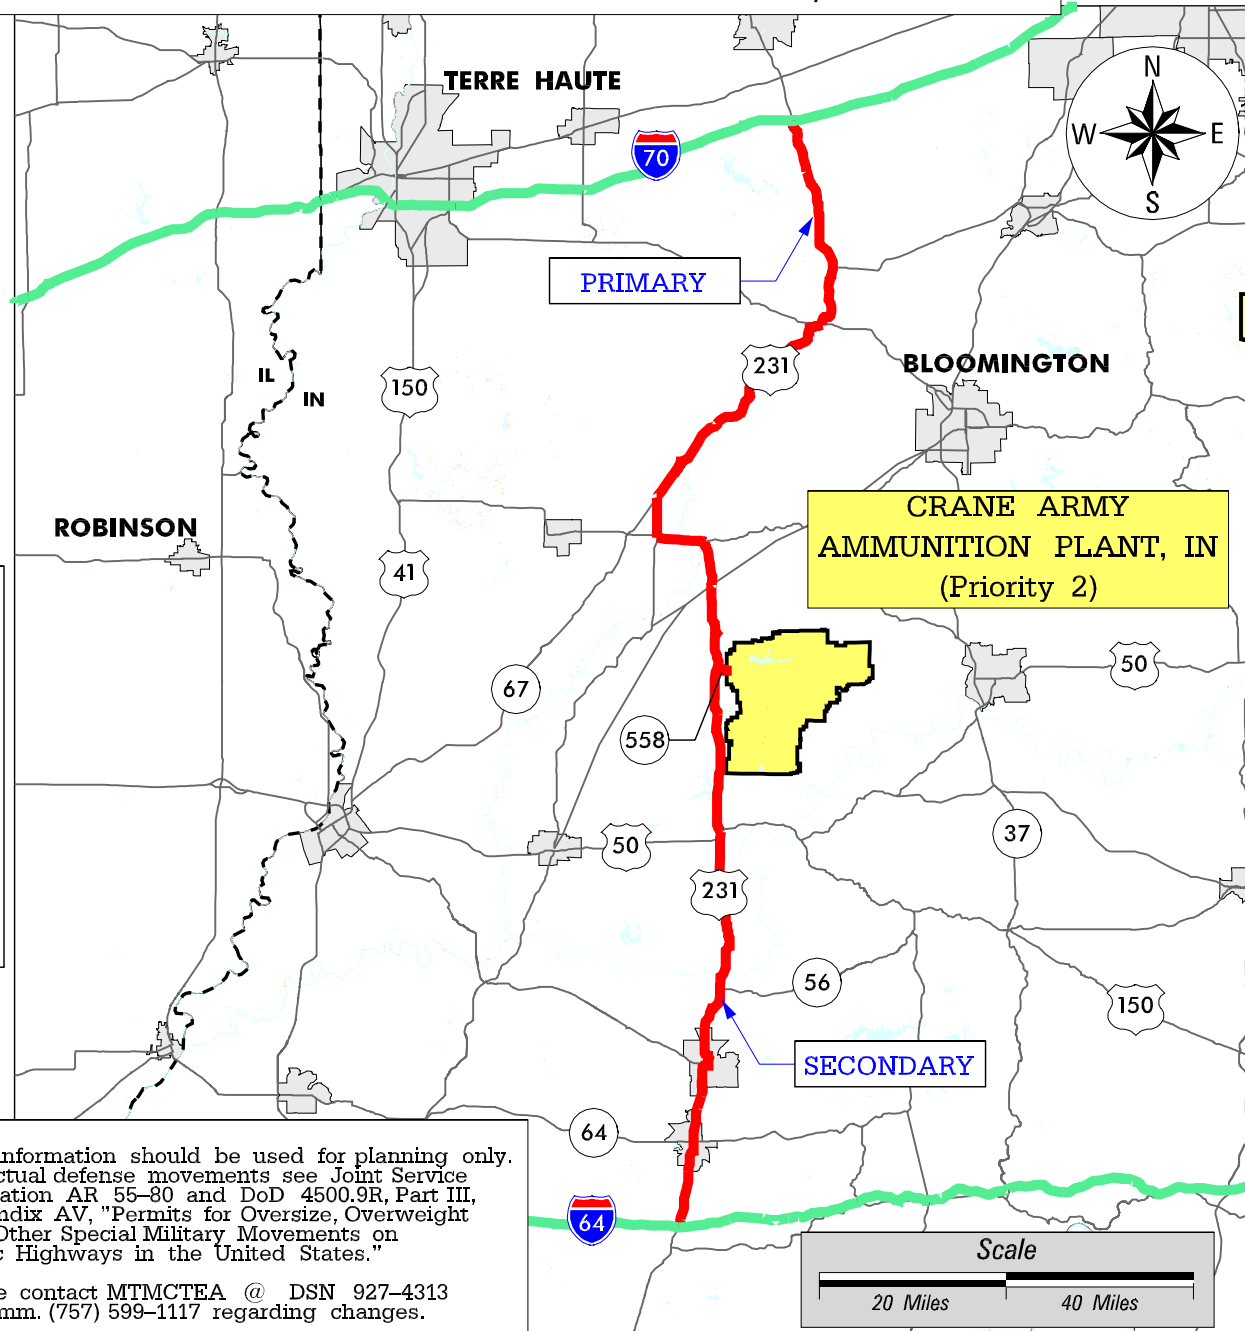 N
W E
S
TERRE HAUTE
70
PRIMARY
231
BLOOMINGTON
IL
IN
150
CRANE ARMY
AMMUNITION PLANT, IN
(Priority 2)
ROBINSON
41
50
67
558
37
50
231
56
150
SECONDARY
64
64
information should be used for planning only.
ctual defense movements see Joint Service
ation AR 55–80 and DoD 4500.9R, Part III,
ndix AV, "Permits for Oversize, Overweight
Other Special Military Movements on
c Highways in the United States."
e contact MTMCTEA @ DSN 927–4313
mm. (757) 599–1117 regarding changes.
Scale
20 Miles 40 Miles